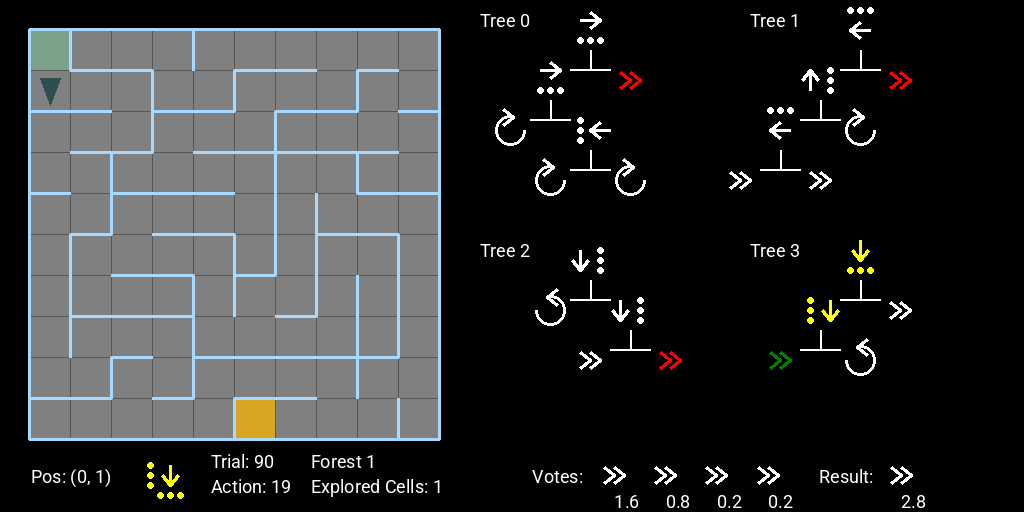 Tree 0
Tree 1
Tree 2
Tree 3
Pos: (0, 1)
Trial: 90
Forest 1
Action: 19
Explored Cells: 1
Votes:
1.6
0.8
0.2
0.2
Result:
2.8